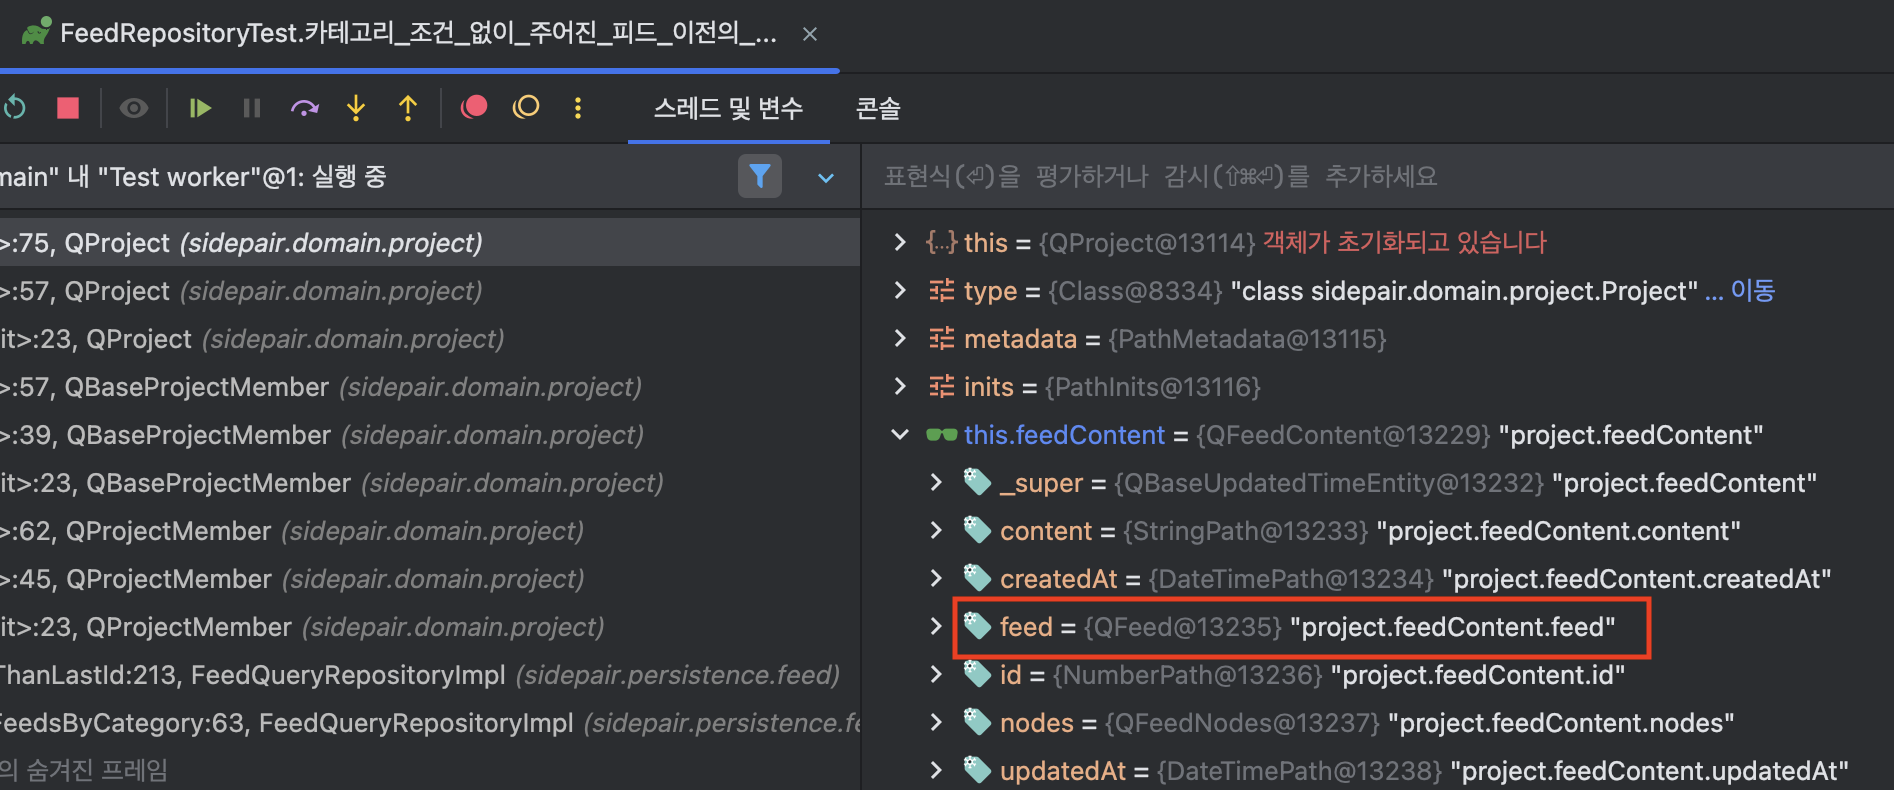 FeedRepositoryTest.카테고리_조건_없이_주어진_피드_이전의_...
스레드 및 변수
콘솔
main" 내 "Test worker"@1: 실행 중
표현식(⏎)을 평가하거나 감시(⇧⌘⏎)를 추가하세요
>:75, QProject (sidepair.domain.project)
>:57, QProject (sidepair.domain.project)
it>:23, QProject (sidepair.domain.project)
>:57, QBaseProjectMember (sidepair.domain.project)
>:39, QBaseProjectMember (sidepair.domain.project)
it>:23, QBaseProjectMember (sidepair.domain.project)
>:62, QProjectMember (sidepair.domain.project)
>:45, QProjectMember (sidepair.domain.project)
it>:23, QProjectMember (sidepair.domain.project)
ThanLastId:213, FeedQueryRepositoryImpl (sidepair.persistence.feed)
FeedsByCategory:63, FeedQueryRepositoryImpl (sidepair.persistence.fe
의 숨겨진 프레임
{...} this = {QProject@13114} 객체가 초기화되고 있습니다
type = {Class@8334} "class sidepair.domain.project.Project" ... 이동
metadata = {PathMetadata@13115}
inits = {PathInits@13116}
this.feedContent = {QFeedContent@13229} "project.feedContent"
_super = {QBaseUpdatedTimeEntity@13232} "project.feedContent"
content = {StringPath@13233} "project.feedContent.content"
createdAt = {DateTimePath@13234} "project.feedContent.createdAt"
feed = {QFeed@13235} "project.feedContent.feed"
id = {NumberPath@13236} "project.feedContent.id"
nodes = {QFeedNodes@13237} "project.feedContent.nodes"
updatedAt = {DateTimePath@13238} "project.feedContent.updatedAt"